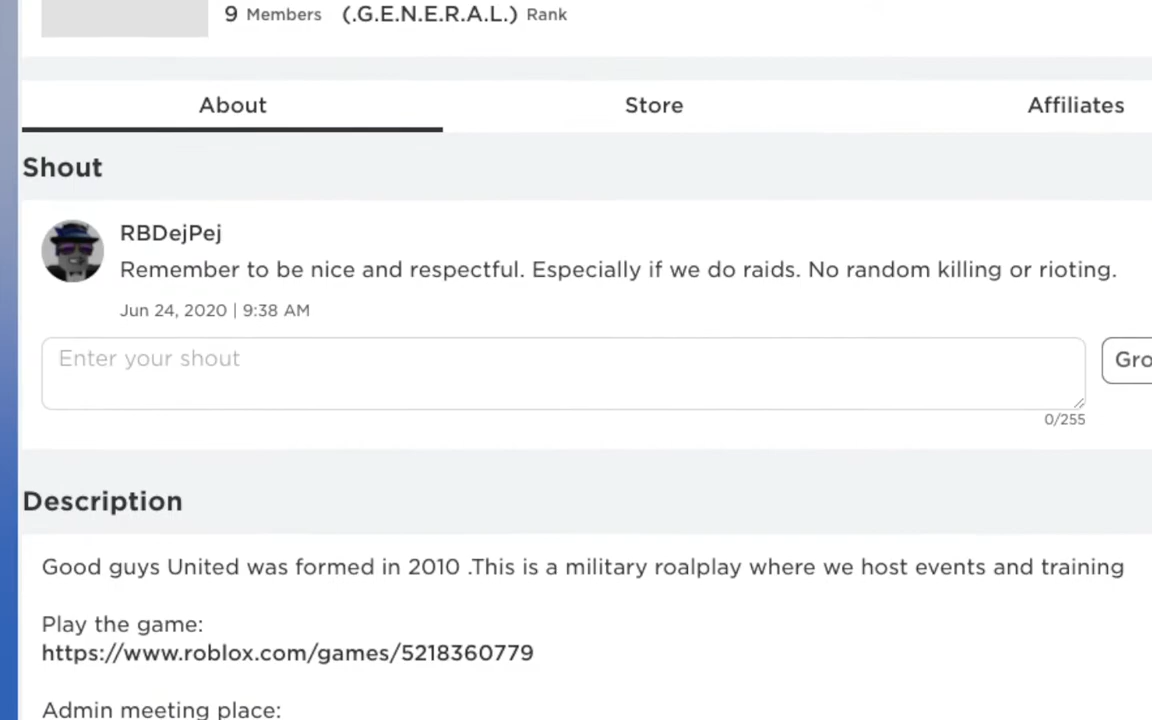 9 Members (.G.E.N.E.R.A.L.) Rank
About Store Affiliates
Shout
RBDejPej
Remember to be nice and respectful. Especially if we do raids. No random killing or rioting.
Jun 24, 2020 | 9:38 AM
Enter your shout
Gro
0/255
Description
Good guys United was formed in 2010 .This is a military roalplay where we host events and training
Play the game:
https://www.roblox.com/games/5218360779
Admin meeting place: